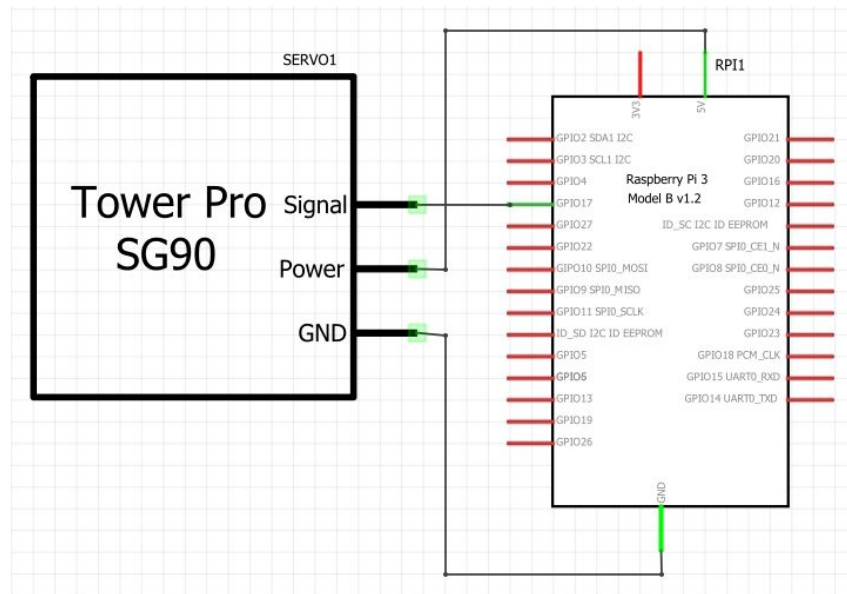 SERVO1
Tower Pro
SG90
Signal
Power
GND
RPI1
3V3
5V
Raspberry Pi 3
Model B v1.2
GPIO2 SDA1 I2C
GPIO3 SCL1 I2C
GPIO4
GPIO17
GPIO27
GPIO22
GIPO10 SPI0_MOSI
GPIO9 SPI0_MISO
GPIO11 SPI0_SCLK
ID_SD I2C ID EEPROM
GPIO5
GPIO6
GPIO13
GPIO19
GPIO26
GPIO21
GPIO20
GPIO16
GPIO12
ID_SC I2C ID EEPROM
GPIO7 SPI0_CE1_N
GPIO8 SPI0_CE0_N
GPIO25
GPIO24
GPIO23
GPIO18 PCM_CLK
GPIO15 UART0_RXD
GPIO14 UART0_TXD
GND